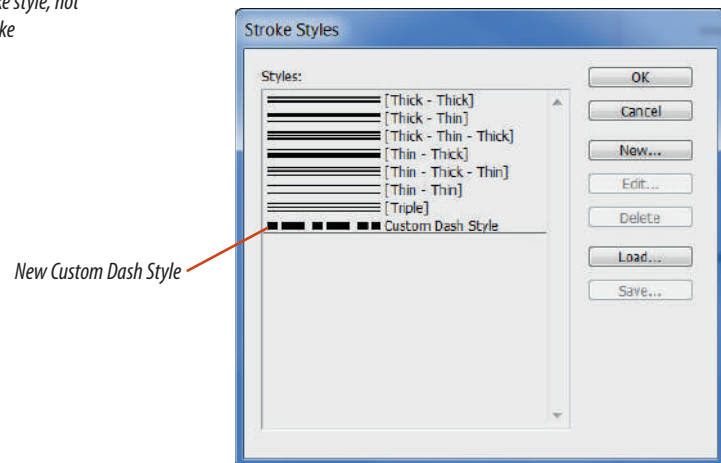 ke style, not
ke
Stroke Styles
Styles:
[Thick - Thick]
[Thick - Thin]
[Thick - Thin - Thick]
[Thin - Thick]
[Thin - Thick - Thin]
[Thin - Thin]
[Triple]
Custom Dash Style
OK
Cancel
New...
Edit...
Delete
Load...
Save...
New Custom Dash Style